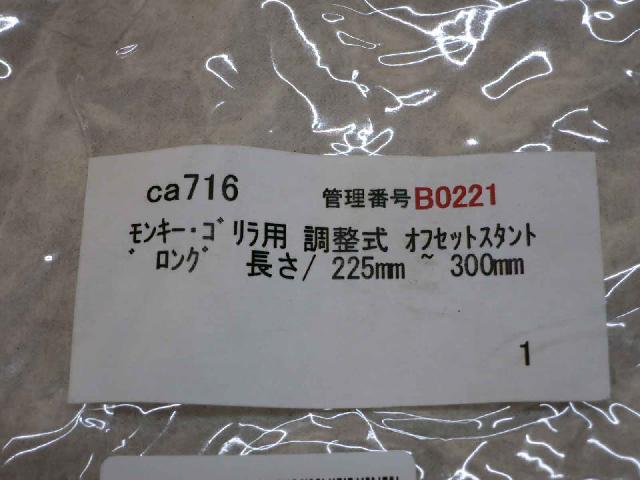 ca716 管理番号B0221
ﾓﾝｷｰ・ｺﾞﾘﾗ用 調整式 ｵﾌｾｯﾄｽﾀﾝﾄ
ﾞ ﾛﾝｸﾞ 長さ/ 225mm ~ 300mm
1